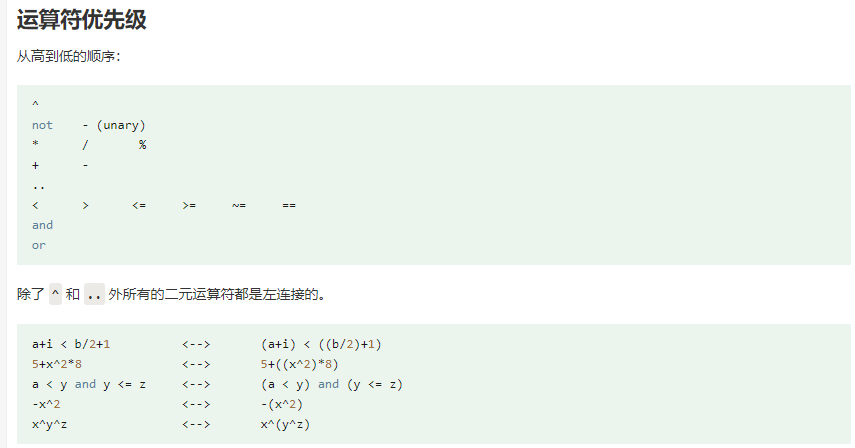 运算符优先级
从高到低的顺序：
^
not    - (unary)
*      /      %
+      -
..
<      >      <=     >=     ~=     ==
and
or
除了 ^ 和 .. 外所有的二元运算符都是左连接的。
a+i < b/2+1          <-->       (a+i) < ((b/2)+1)
5+x^2*8              <-->       5+((x^2)*8)
a < y and y <= z     <-->       (a < y) and (y <= z)
-x^2                 <-->       -(x^2)
x^y^z                <-->       x^(y^z)